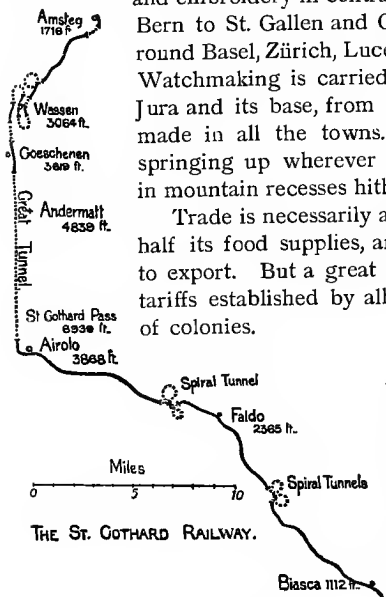 and embroidery in centr
Bern to St. Gallen and
round Basel, Zürich, Luce
Watchmaking is carried
Jura and its base, from
made in all the towns.
springing up wherever
in mountain recesses hith
Trade is necessarily a
half its food supplies, an
to export. But a great
tariffs established by all
of colonies.
Amsteg
1718 ft
Wassen
3064 ft.
Goeschenen
3619 ft.
Great Tunnel
Andermatt
4839 ft.
St Gothard Pass
6939 ft.
Airolo
3868 ft.
Spiral Tunnel
Faido
2365 ft.
Miles
0 5 10
Spiral Tunnels
THE ST. GOTHARD RAILWAY.
Biasca 1112 ft.